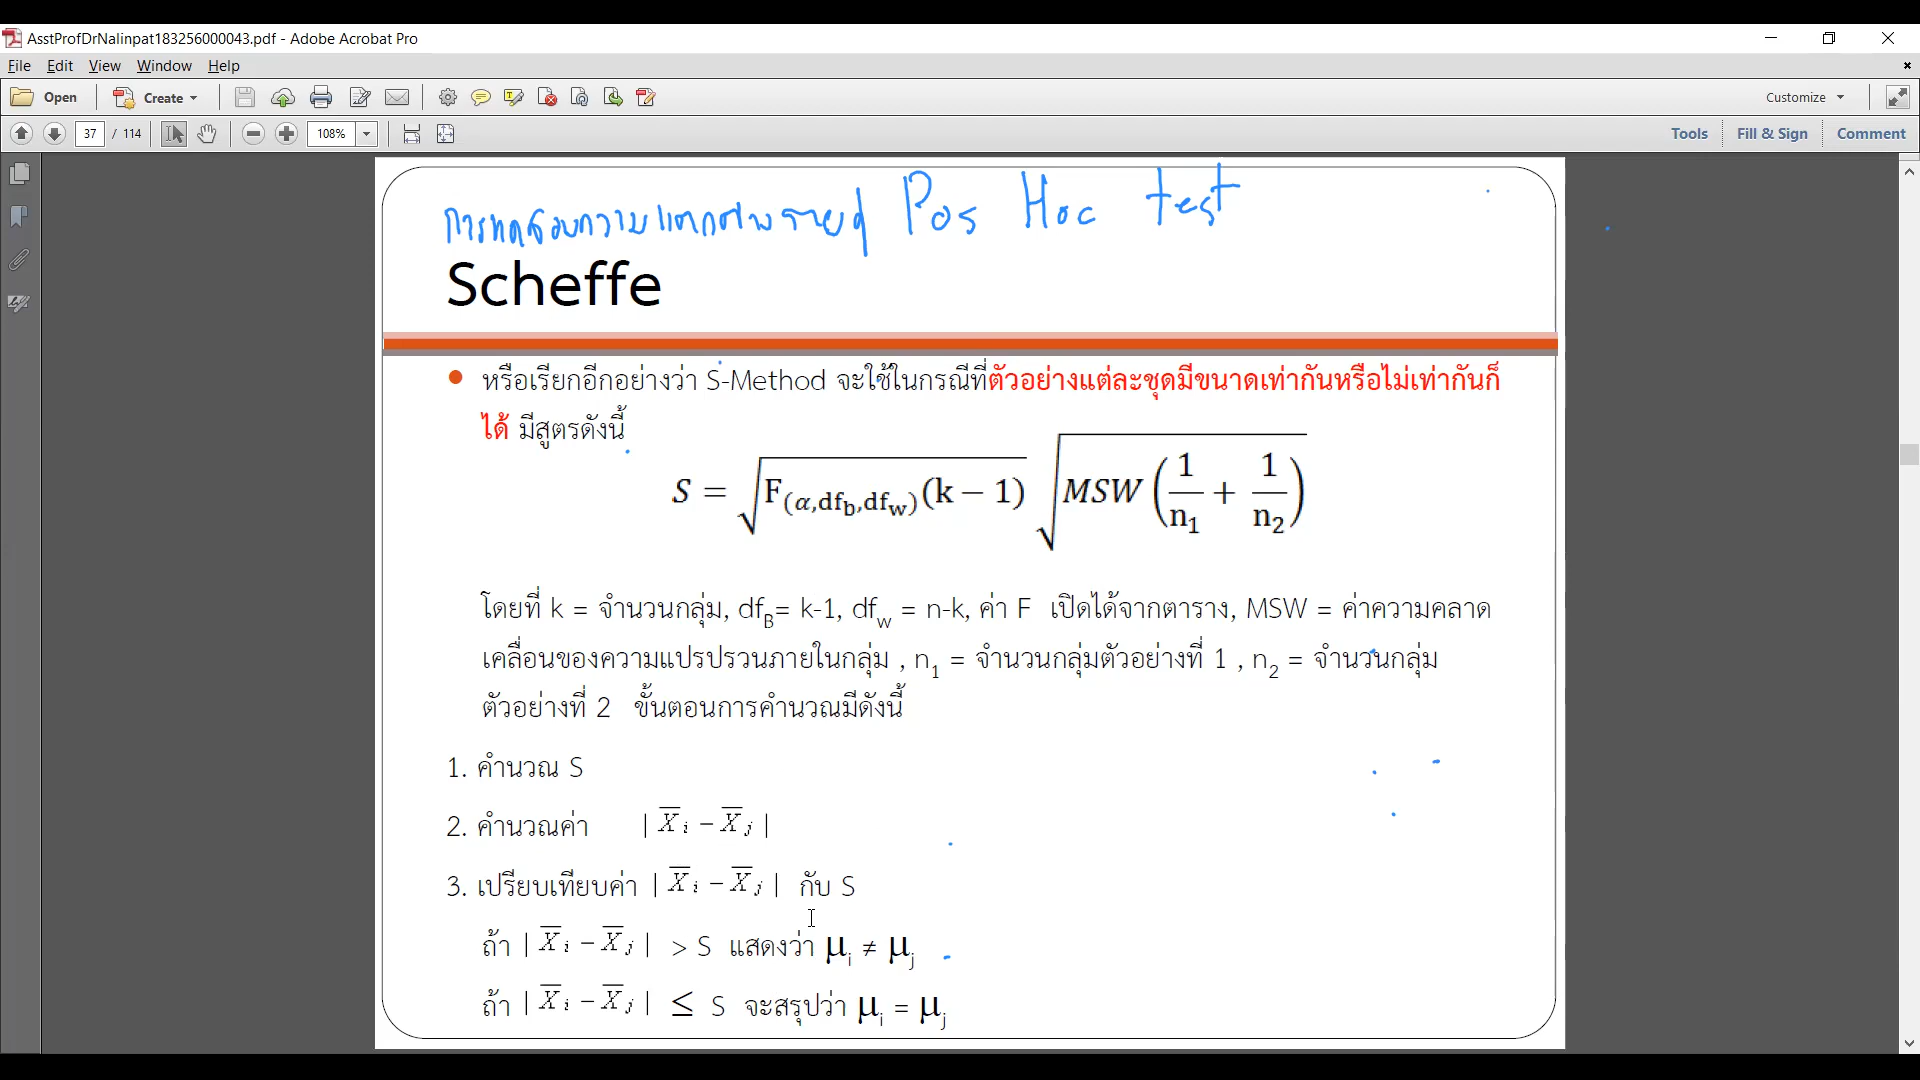 AsstProfDrNalinpat183256000043.pdf - Adobe Acrobat Pro
File Edit View Window Help
Open Create Customize
37 / 114 108% Tools Fill & Sign Comment
การทดสอบความแตกต่างรายคู่ Pos Hoc test
Scheffe
หรือเรียกอีกอย่างว่า S-Method จะใช้ในกรณีที่ตัวอย่างแต่ละชุดมีขนาดเท่ากันหรือไม่เท่ากันก็
ได้ มีสูตรดังนี้
S = √F(α,df_b,df_w)(k − 1) √MSW (1/n₁ + 1/n₂)
โดยที่ k = จำนวนกลุ่ม, df_B= k-1, df_w = n-k, ค่า F เปิดได้จากตาราง, MSW = ค่าความคลาด
เคลื่อนของความแปรปรวนภายในกลุ่ม , n₁ = จำนวนกลุ่มตัวอย่างที่ 1 , n₂ = จำนวนกลุ่ม
ตัวอย่างที่ 2 ขั้นตอนการคำนวณมีดังนี้
1. คำนวณ S
2. คำนวณค่า | X̅ᵢ − X̅ⱼ |
3. เปรียบเทียบค่า | X̅ᵢ − X̅ⱼ | กับ S
ถ้า | X̅ᵢ − X̅ⱼ | > S แสดงว่า μᵢ ≠ μⱼ
ถ้า | X̅ᵢ − X̅ⱼ | ≤ S จะสรุปว่า μᵢ = μⱼ